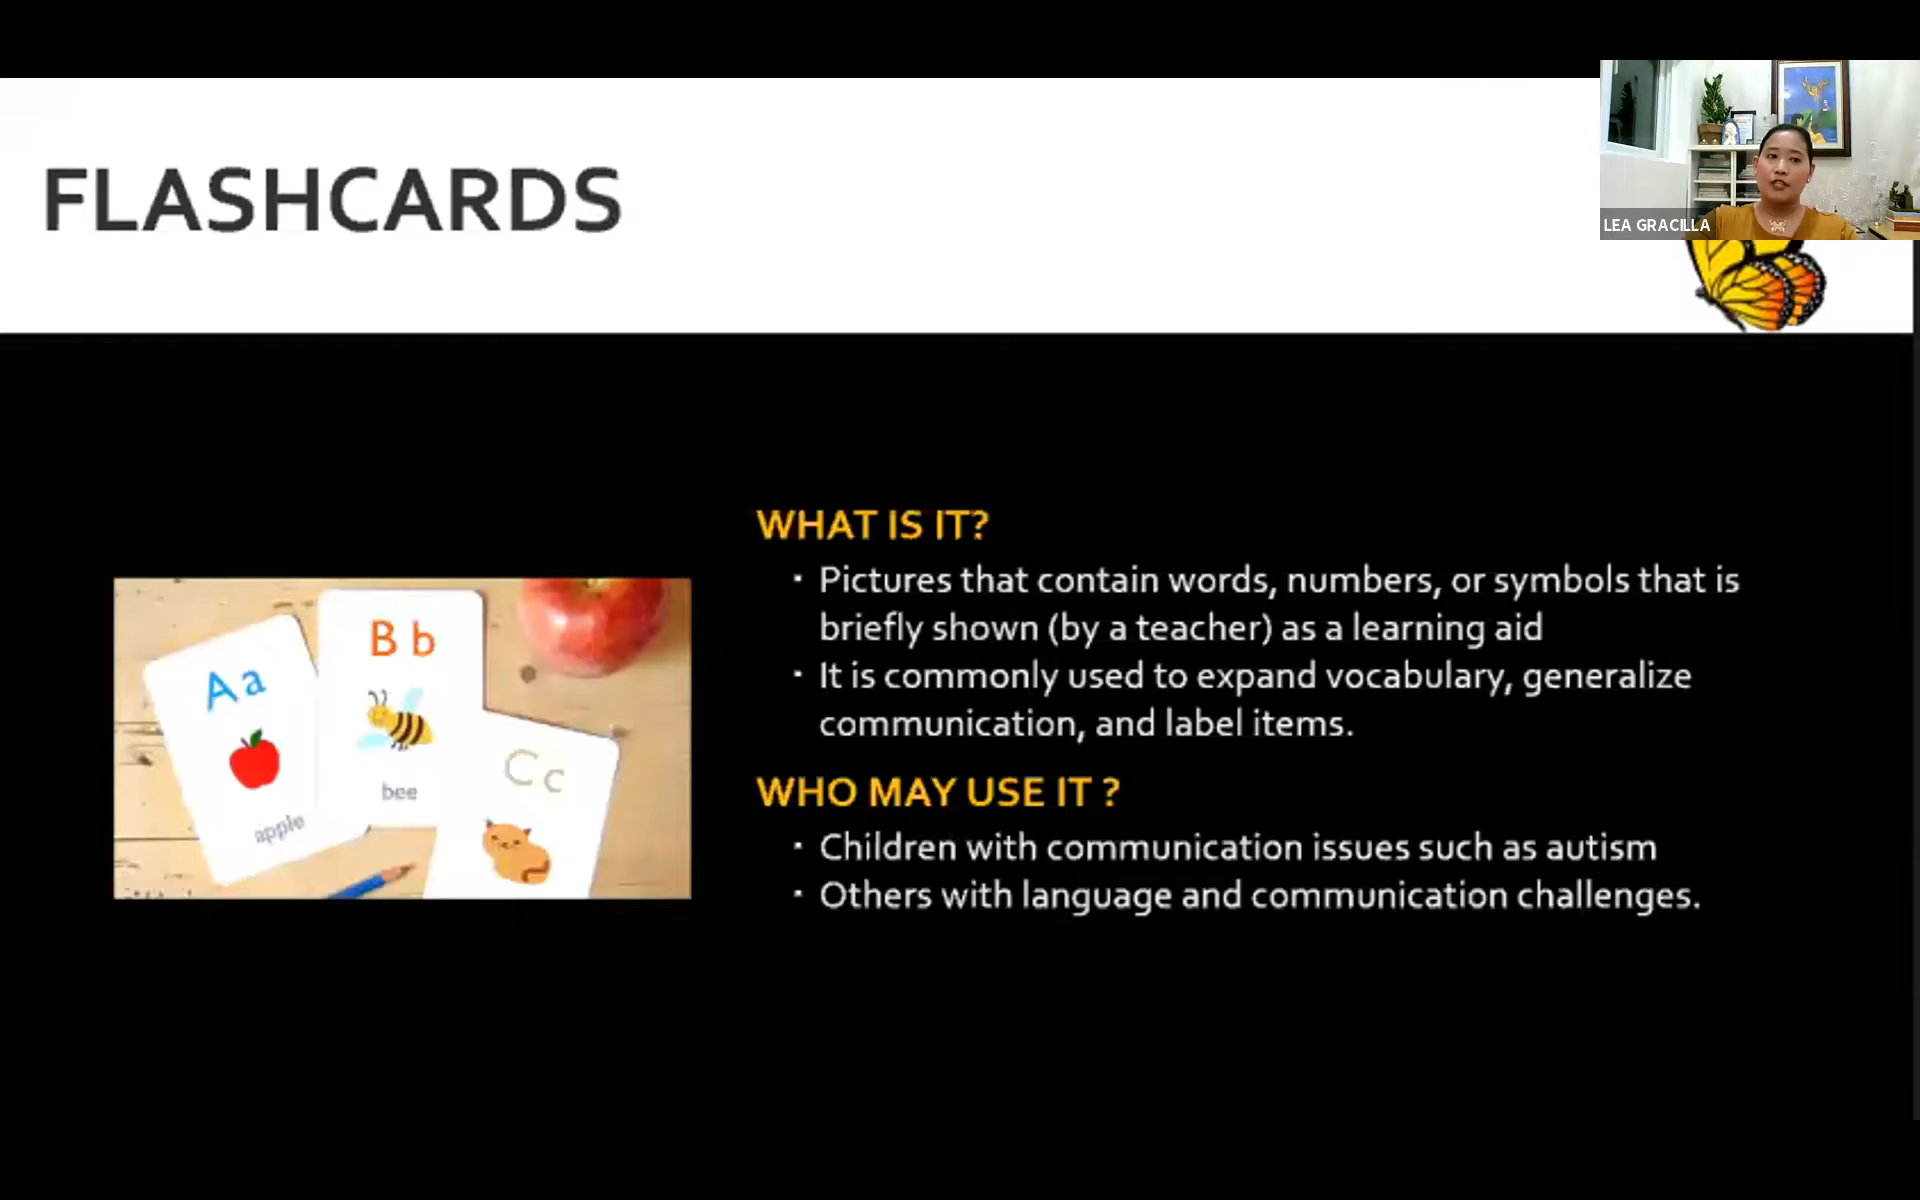 FLASHCARDS
LEA GRACILLA
WHAT IS IT?
▪ Pictures that contain words, numbers, or symbols that is
briefly shown (by a teacher) as a learning aid
▪ It is commonly used to expand vocabulary, generalize
communication, and label items.
WHO MAY USE IT ?
▪ Children with communication issues such as autism
▪ Others with language and communication challenges.
A a
apple
B b
bee
C c